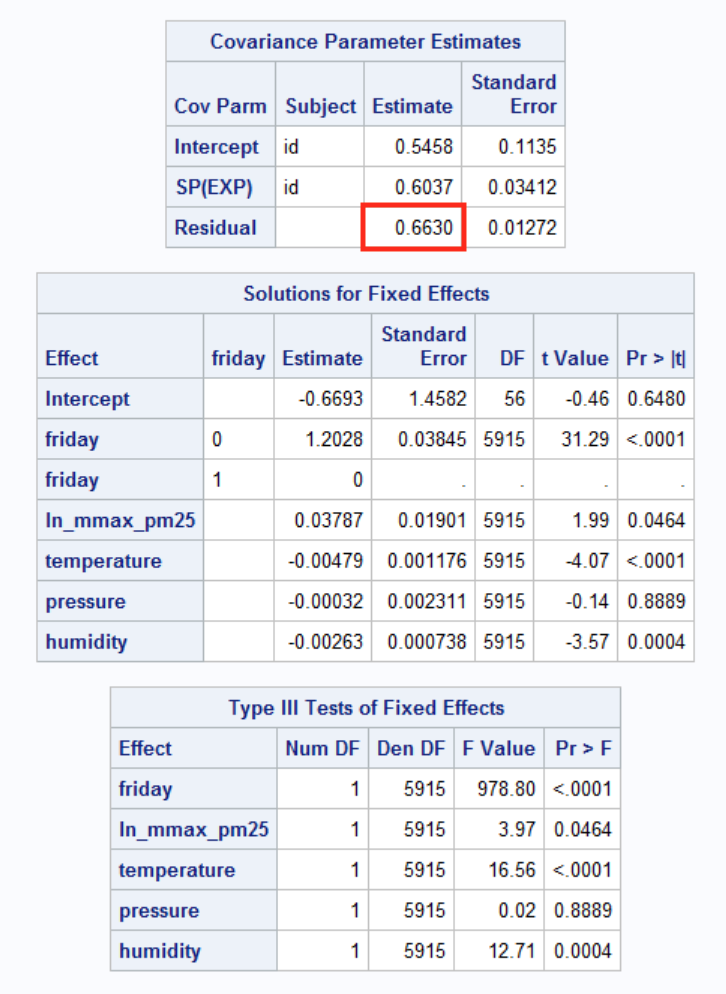 Covariance Parameter Estimates
Cov Parm Subject Estimate Standard Error
Intercept id 0.5458 0.1135
SP(EXP) id 0.6037 0.03412
Residual 0.6630 0.01272
Solutions for Fixed Effects
Effect friday Estimate Standard Error DF t Value Pr > |t|
Intercept -0.6693 1.4582 56 -0.46 0.6480
friday 0 1.2028 0.03845 5915 31.29 <.0001
friday 1 0 . . . .
ln_mmax_pm25 0.03787 0.01901 5915 1.99 0.0464
temperature -0.00479 0.001176 5915 -4.07 <.0001
pressure -0.00032 0.002311 5915 -0.14 0.8889
humidity -0.00263 0.000738 5915 -3.57 0.0004
Type III Tests of Fixed Effects
Effect Num DF Den DF F Value Pr > F
friday 1 5915 978.80 <.0001
ln_mmax_pm25 1 5915 3.97 0.0464
temperature 1 5915 16.56 <.0001
pressure 1 5915 0.02 0.8889
humidity 1 5915 12.71 0.0004